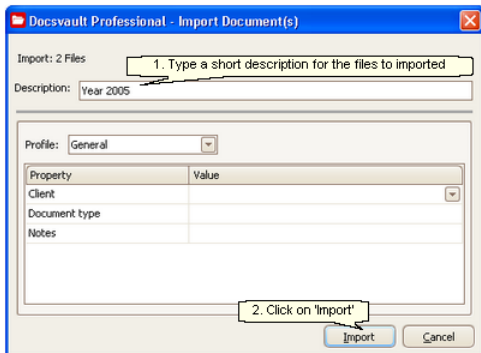 Docsvault Professional - Import Document(s)
Import: 2 Files
1. Type a short description for the files to imported
Description: Year 2005
Profile: General
Property Value
Client
Document type
Notes
2. Click on 'Import'
Import Cancel